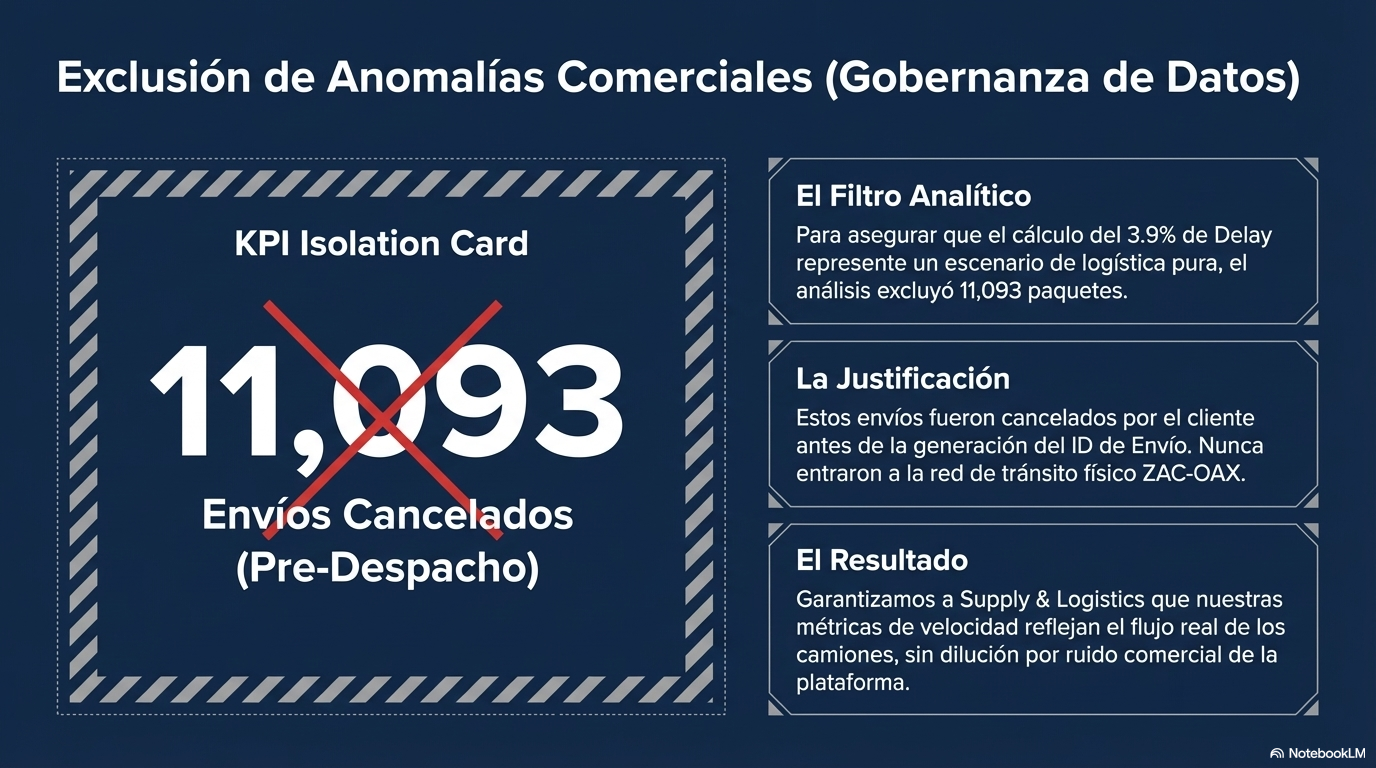 Exclusión de Anomalías Comerciales (Gobernanza de Datos)
KPI Isolation Card
11,093
Envíos Cancelados
(Pre-Despacho)
El Filtro Analítico
Para asegurar que el cálculo del 3.9% de Delay
represente un escenario de logística pura, el
análisis excluyó 11,093 paquetes.
La Justificación
Estos envíos fueron cancelados por el cliente
antes de la generación del ID de Envío. Nunca
entraron a la red de tránsito físico ZAC-OAX.
El Resultado
Garantizamos a Supply & Logistics que nuestras
métricas de velocidad reflejan el flujo real de los
camiones, sin dilución por ruido comercial de la
plataforma.
NotebookLM